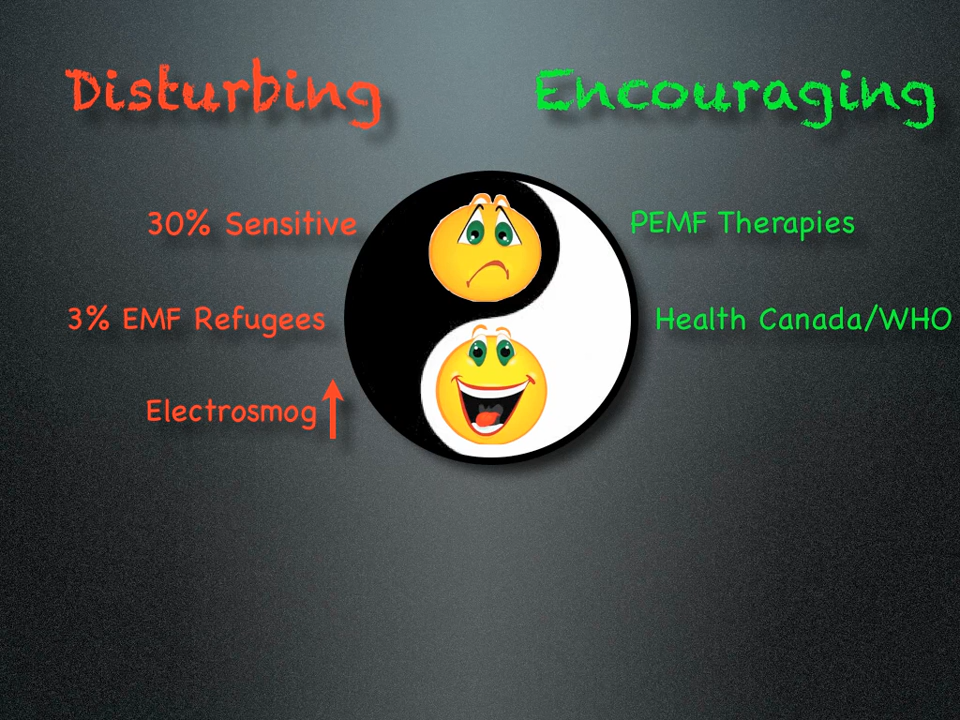 Disturbing
Encouraging
30% Sensitive
PEMF Therapies
3% EMF Refugees
Health Canada/WHO
Electrosmog